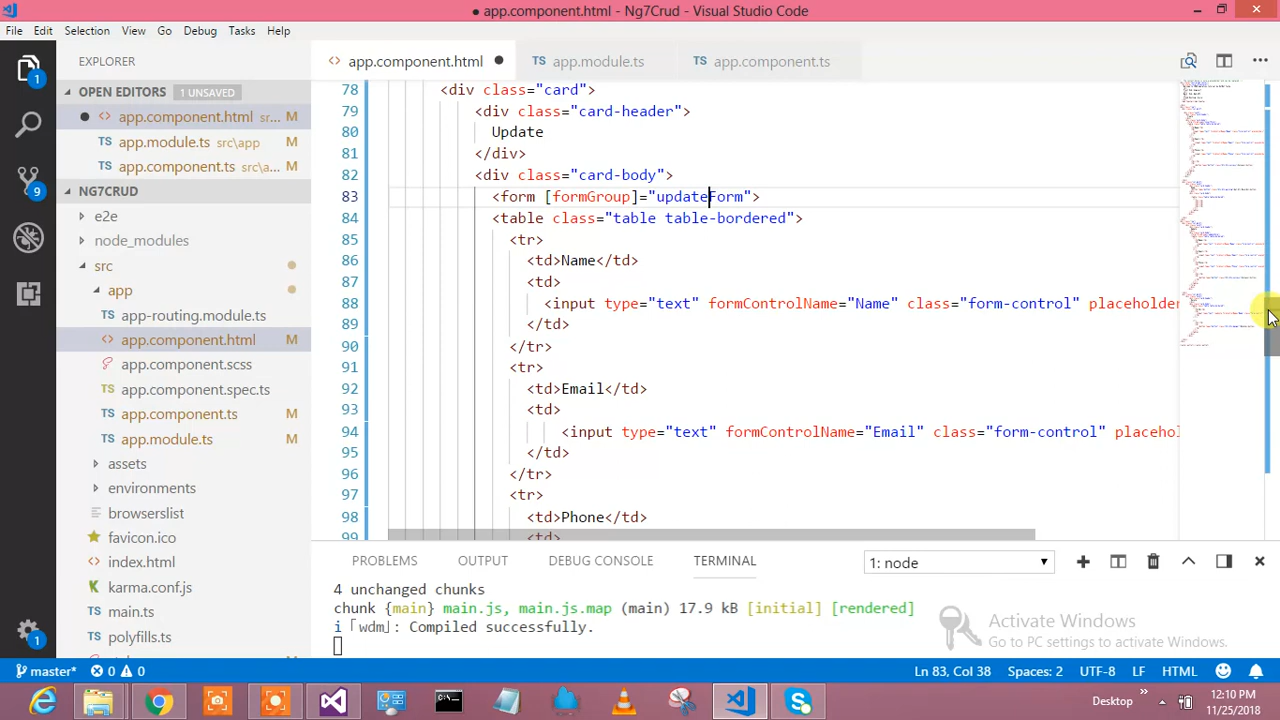 ● app.component.html - Ng7Crud - Visual Studio Code
File Edit Selection View Go Debug Tasks Help
EXPLORER
OPEN EDITORS 1 UNSAVED
app.component.html sr... M
app.module.ts src\app M
app.component.ts src\a... M
NG7CRUD
e2e
node_modules
src
app
app-routing.module.ts
app.component.html M
app.component.scss
app.component.spec.ts
app.component.ts M
app.module.ts M
assets
environments
browserslist
favicon.ico
index.html
karma.conf.js
main.ts
polyfills.ts
1
9
1
app.component.html ● app.module.ts app.component.ts
78 <div class="card">
79 <div class="card-header">
80 Update
81 </div>
82 <div class="card-body">
83 <form [formGroup]="updateForm">
84 <table class="table table-bordered">
85 <tr>
86 <td>Name</td>
87 <td>
88 <input type="text" formControlName="Name" class="form-control" placeholder
89 </td>
90 </tr>
91 <tr>
92 <td>Email</td>
93 <td>
94 <input type="text" formControlName="Email" class="form-control" placehol
95 </td>
96 </tr>
97 <tr>
98 <td>Phone</td>
99 <td>
PROBLEMS OUTPUT DEBUG CONSOLE TERMINAL 1: node
4 unchanged chunks
chunk {main} main.js, main.js.map (main) 17.9 kB [initial] [rendered]
i ｢wdm｣: Compiled successfully.
Activate Windows
Go to PC settings to activate Windows.
master* 0 0 Ln 83, Col 38 Spaces: 2 UTF-8 LF HTML
Desktop 12:10 PM
11/25/2018